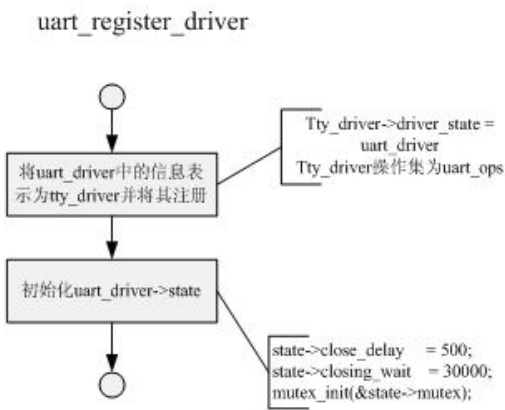 uart_register_driver
Tty_driver->driver_state =
uart_driver
Tty_driver操作集为uart_ops
将uart_driver中的信息表
示为tty_driver并将其注册
初始化uart_driver->state
state->close_delay = 500;
state->closing_wait = 30000;
mutex_init(&state->mutex);